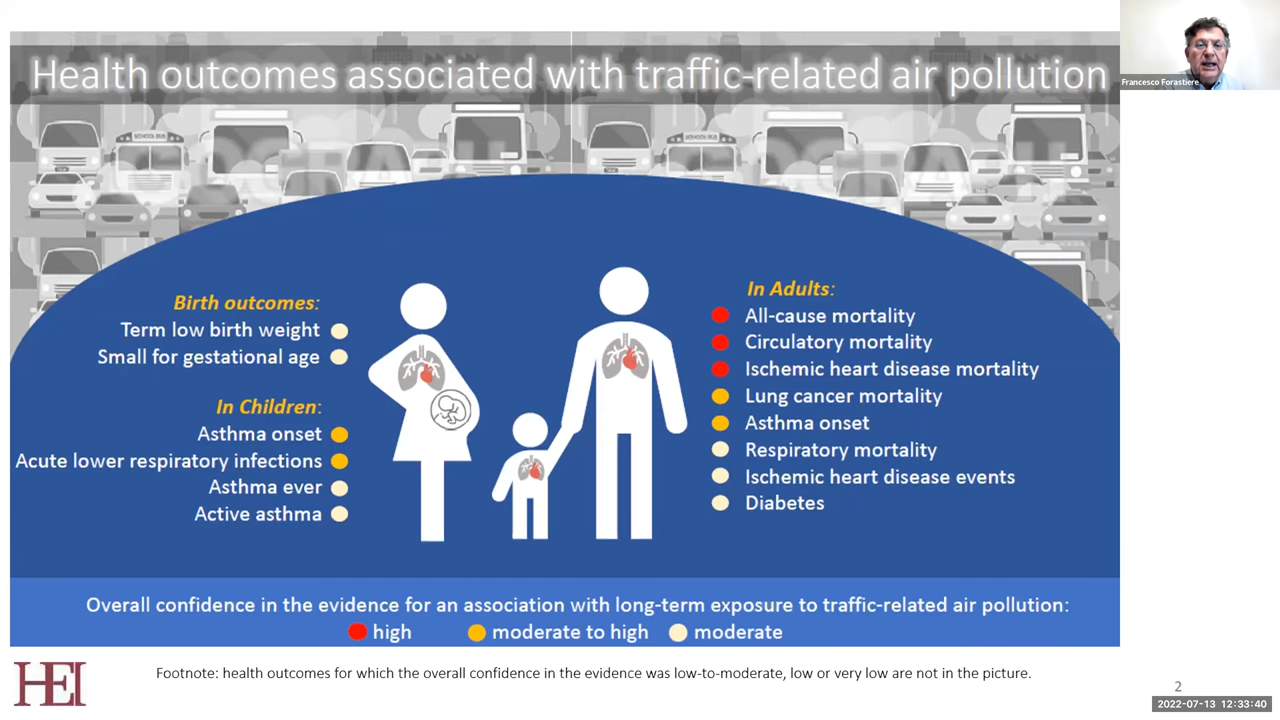 Health outcomes associated with traffic-related air pollution
Francesco Forastiere
SCHOOL BUS
SCHOOL BUS
Birth outcomes:
Term low birth weight
Small for gestational age
In Children:
Asthma onset
Acute lower respiratory infections
Asthma ever
Active asthma
In Adults:
All-cause mortality
Circulatory mortality
Ischemic heart disease mortality
Lung cancer mortality
Asthma onset
Respiratory mortality
Ischemic heart disease events
Diabetes
Overall confidence in the evidence for an association with long-term exposure to traffic-related air pollution:
high moderate to high moderate
HEI
Footnote: health outcomes for which the overall confidence in the evidence was low-to-moderate, low or very low are not in the picture.
2
2022-07-13 12:33:40